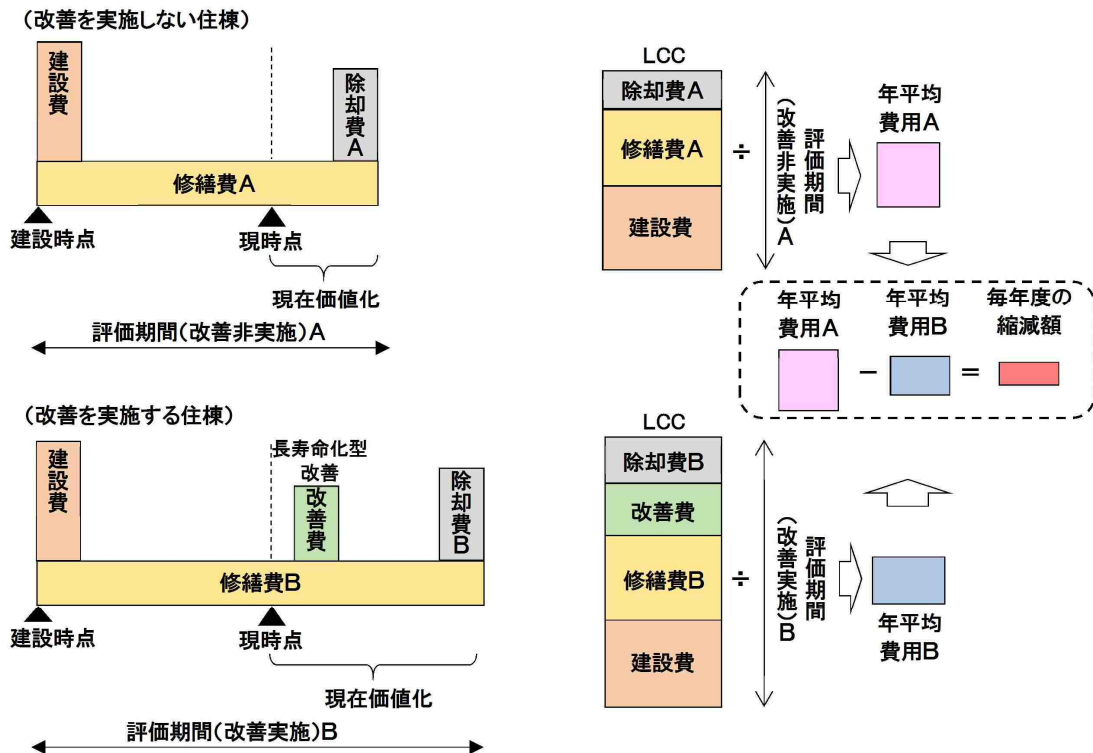 (改善を実施しない住棟)
建設費
除却費A
修繕費A
建設時点
現時点
現在価値化
評価期間(改善非実施)A
(改善を実施する住棟)
建設費
長寿命化型
改善
改善費
除却費B
修繕費B
建設時点
現時点
現在価値化
評価期間(改善実施)B
LCC
除却費A
修繕費A
建設費
÷
評価期間
(改善非実施)A
年平均
費用A
年平均
費用A
−
年平均
費用B
=
毎年度の
縮減額
LCC
除却費B
改善費
修繕費B
建設費
÷
評価期間
(改善実施)B
年平均
費用B